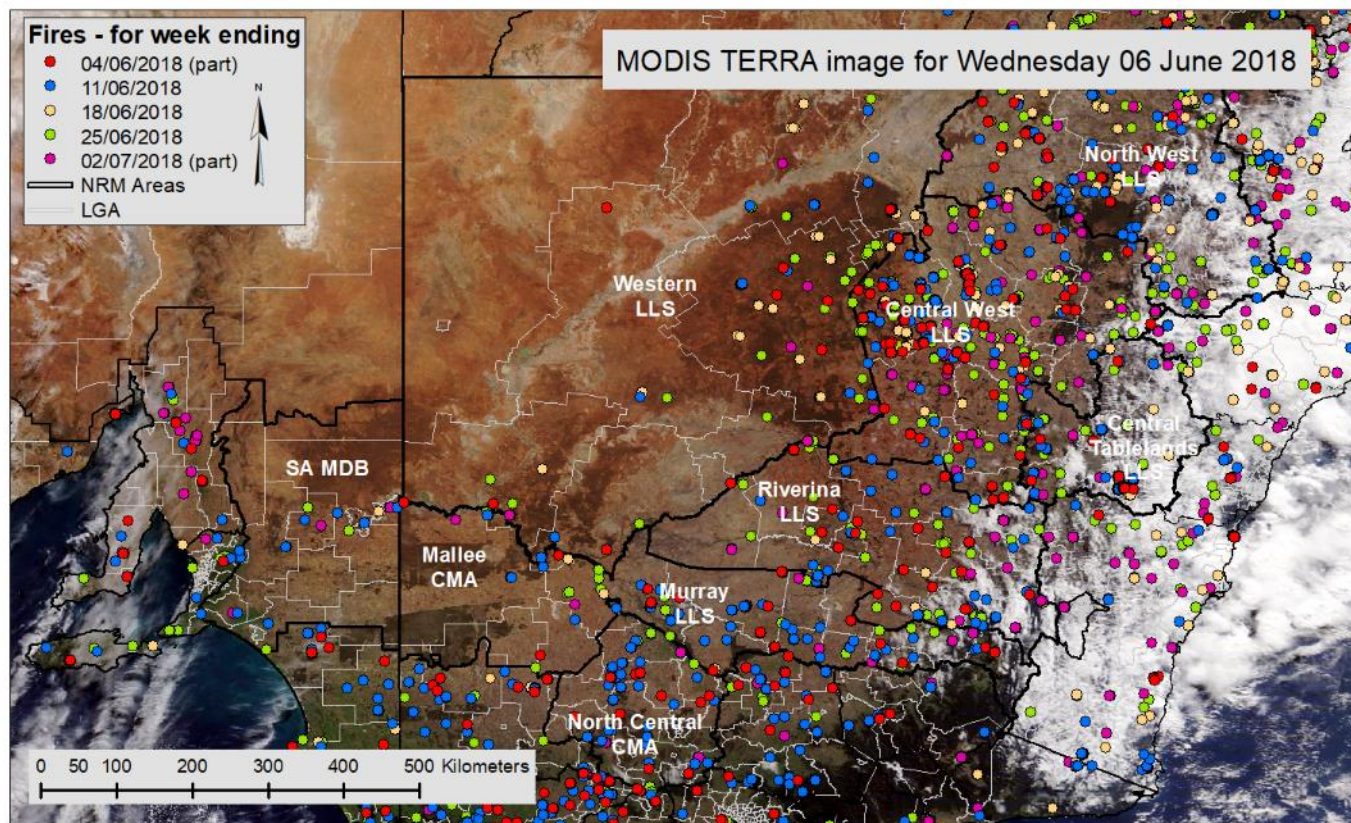 Fires - for week ending
04/06/2018 (part)
11/06/2018
18/06/2018
25/06/2018
02/07/2018 (part)
NRM Areas
LGA
N
MODIS TERRA image for Wednesday 06 June 2018
North West
LLS
Western
LLS
Central West
LLS
Central
Tablelands
LLS
SA MDB
Riverina
LLS
Mallee
CMA
Murray
LLS
North Central
CMA
0 50 100 200 300 400 500 Kilometers